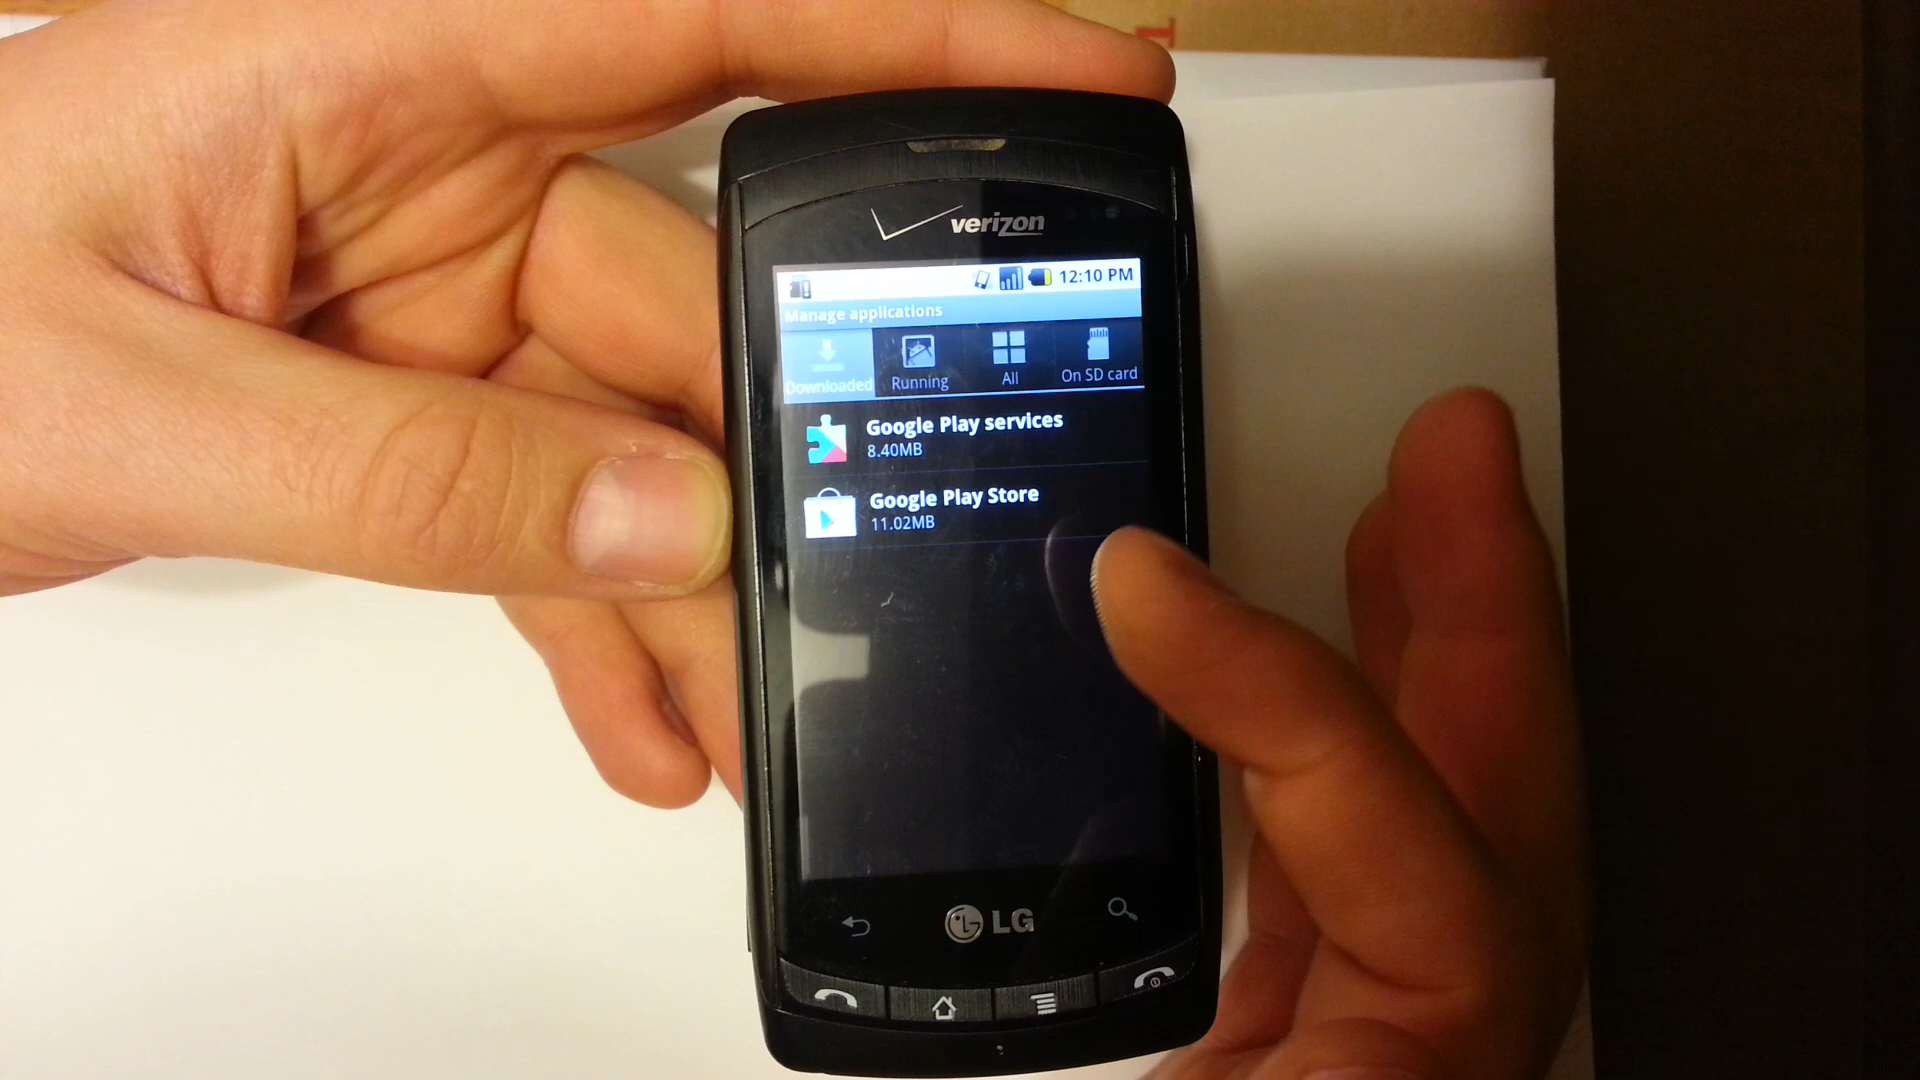 verizon
12:10 PM
Manage applications
Downloaded
Running
All
On SD card
Google Play services
8.40MB
Google Play Store
11.02MB
LG